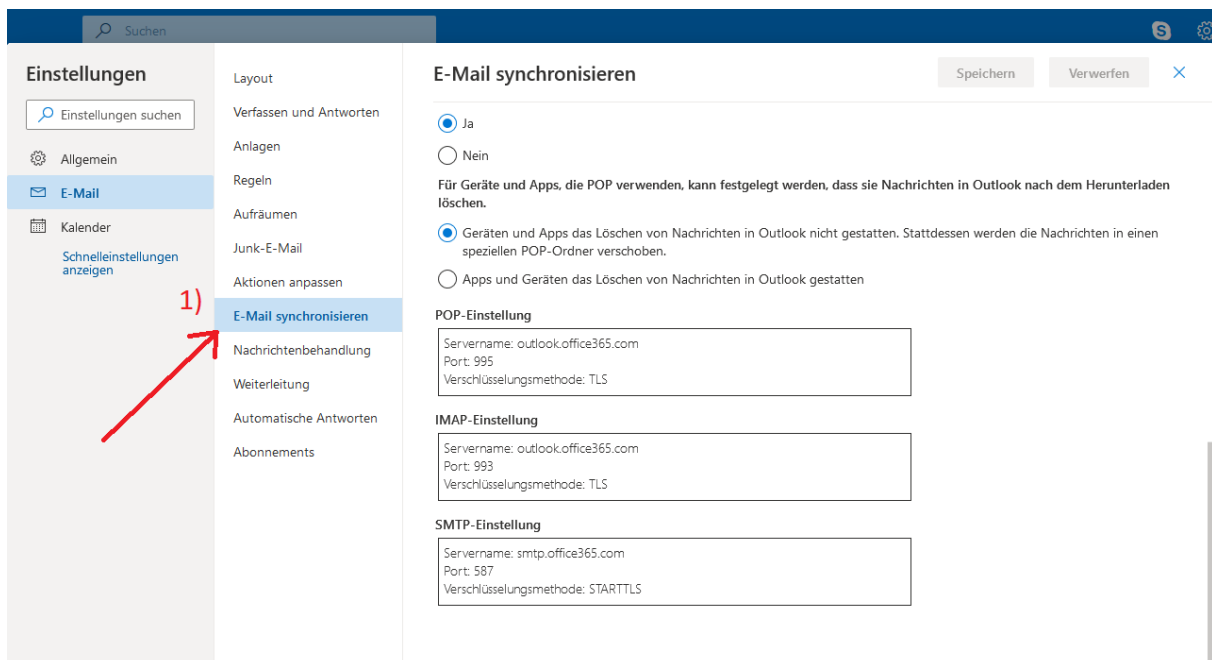 Suchen
S
Einstellungen
Einstellungen suchen
Allgemein
E-Mail
Kalender
Schnelleinstellungen
anzeigen
1)
Layout
Verfassen und Antworten
Anlagen
Regeln
Aufräumen
Junk-E-Mail
Aktionen anpassen
E-Mail synchronisieren
Nachrichtenbehandlung
Weiterleitung
Automatische Antworten
Abonnements
E-Mail synchronisieren
Speichern
Verwerfen
Ja
Nein
Für Geräte und Apps, die POP verwenden, kann festgelegt werden, dass sie Nachrichten in Outlook nach dem Herunterladen
löschen.
Geräten und Apps das Löschen von Nachrichten in Outlook nicht gestatten. Stattdessen werden die Nachrichten in einen
speziellen POP-Ordner verschoben.
Apps und Geräten das Löschen von Nachrichten in Outlook gestatten
POP-Einstellung
Servername: outlook.office365.com
Port: 995
Verschlüsselungsmethode: TLS
IMAP-Einstellung
Servername: outlook.office365.com
Port: 993
Verschlüsselungsmethode: TLS
SMTP-Einstellung
Servername: smtp.office365.com
Port: 587
Verschlüsselungsmethode: STARTTLS